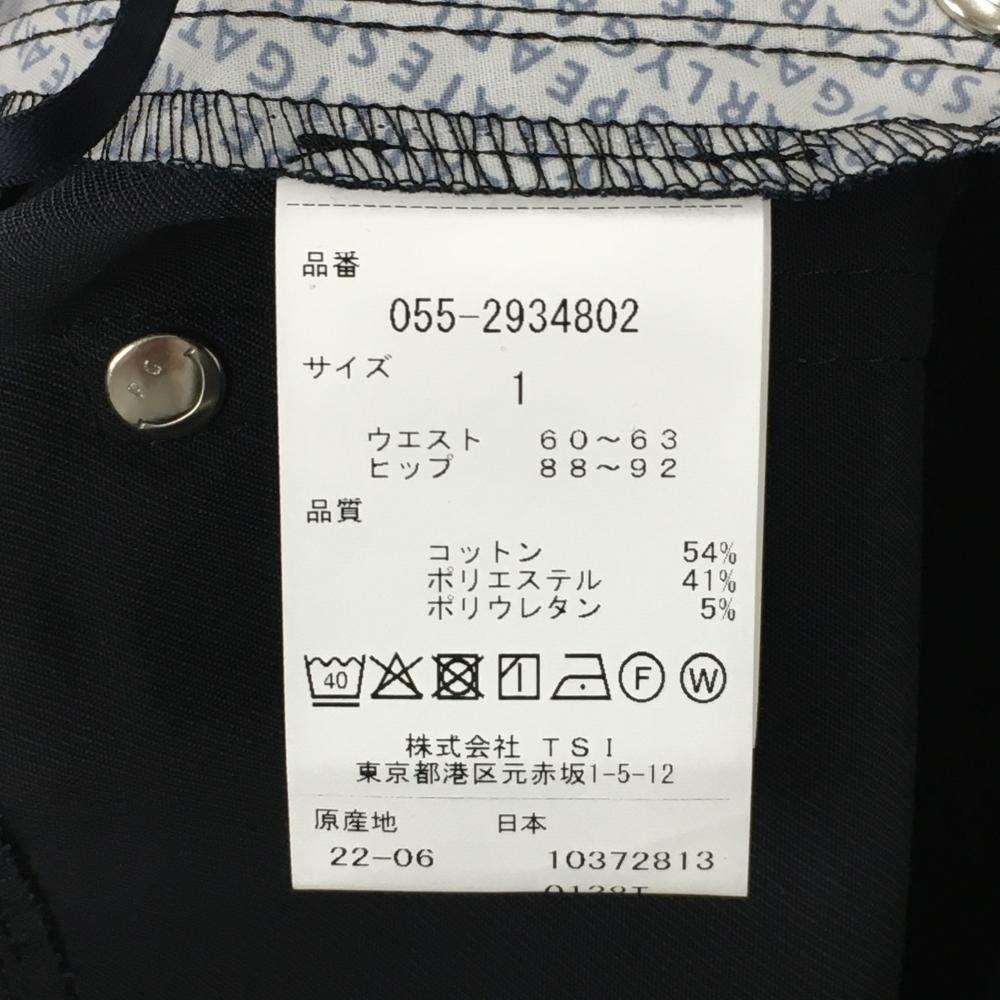 PEARLY GATES
PG
品番
055-2934802
サイズ
1
ウエスト 60～63
ヒップ 88～92
品質
コットン 54%
ポリエステル 41%
ポリウレタン 5%
40 F W
株式会社 TSI
東京都港区元赤坂1-5-12
原産地 日本
22-06 10372813